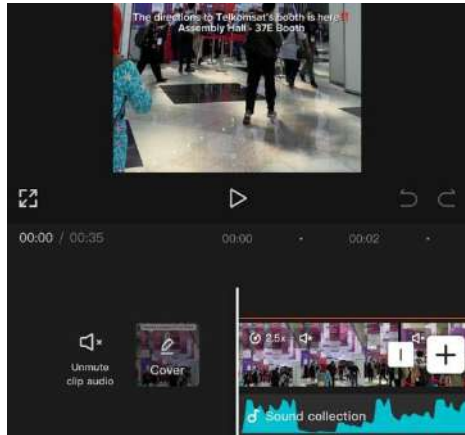 The directions to Telkomsat's booth is here‼️
Assembly Hall - 37E Booth
00:00 / 00:35
00:00
00:02
2.5x
Unmute
clip audio
Cover
Sound collection